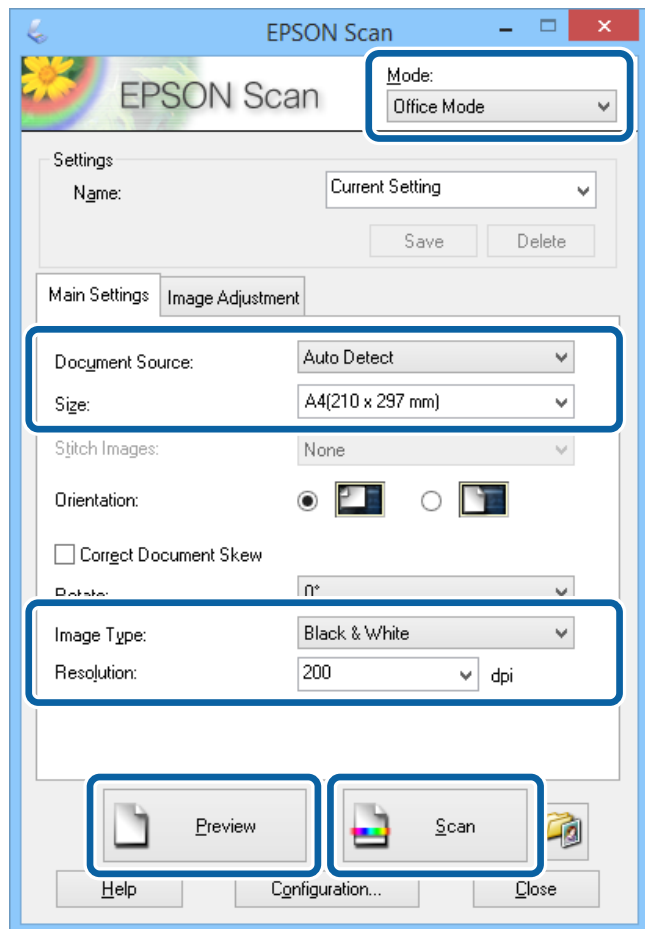 EPSON Scan
EPSON Scan
Mode:
Office Mode
Settings
Name:
Current Setting
Save Delete
Main Settings Image Adjustment
Document Source: Auto Detect
Size: A4(210 x 297 mm)
Stitch Images: None
Orientation:
Correct Document Skew
Rotate: 0°
Image Type: Black & White
Resolution: 200 dpi
Preview Scan
Help Configuration... Close